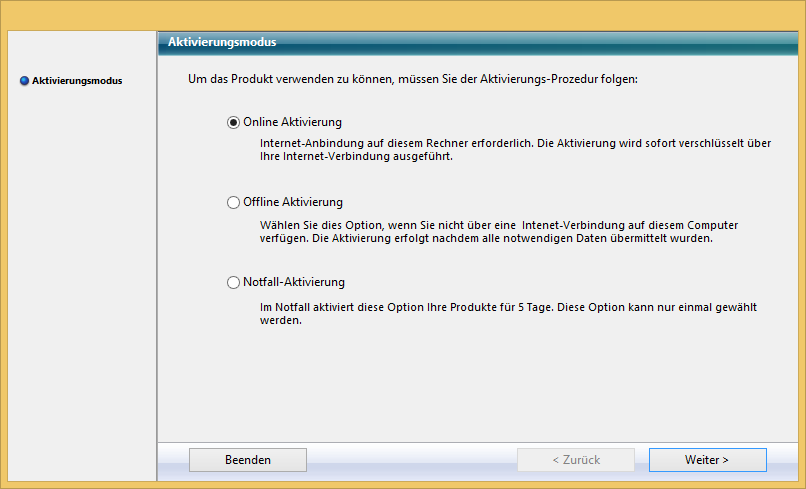 Aktivierungsmodus
Aktivierungsmodus
Um das Produkt verwenden zu können, müssen Sie der Aktivierungs-Prozedur folgen:
Online Aktivierung
Internet-Anbindung auf diesem Rechner erforderlich. Die Aktivierung wird sofort verschlüsselt über
Ihre Internet-Verbindung ausgeführt.
Offline Aktivierung
Wählen Sie dies Option, wenn Sie nicht über eine  Intenet-Verbindung auf diesem Computer
verfügen. Die Aktivierung erfolgt nachdem alle notwendigen Daten übermittelt wurden.
Notfall-Aktivierung
Im Notfall aktiviert diese Option Ihre Produkte für 5 Tage. Diese Option kann nur einmal gewählt
werden.
Beenden
< Zurück
Weiter >